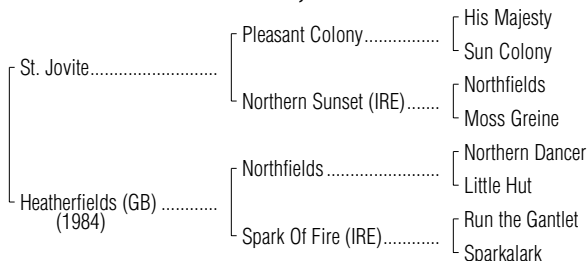 His Majesty
Pleasant Colony.................
Sun Colony
St. Jovite...........................
Northfields
Northern Sunset (IRE).......
Moss Greine
Northern Dancer
Northfields .......................
Little Hut
Heatherfields (GB) ............
(1984)
Run the Gantlet
Spark Of Fire (IRE)............
Sparkalark